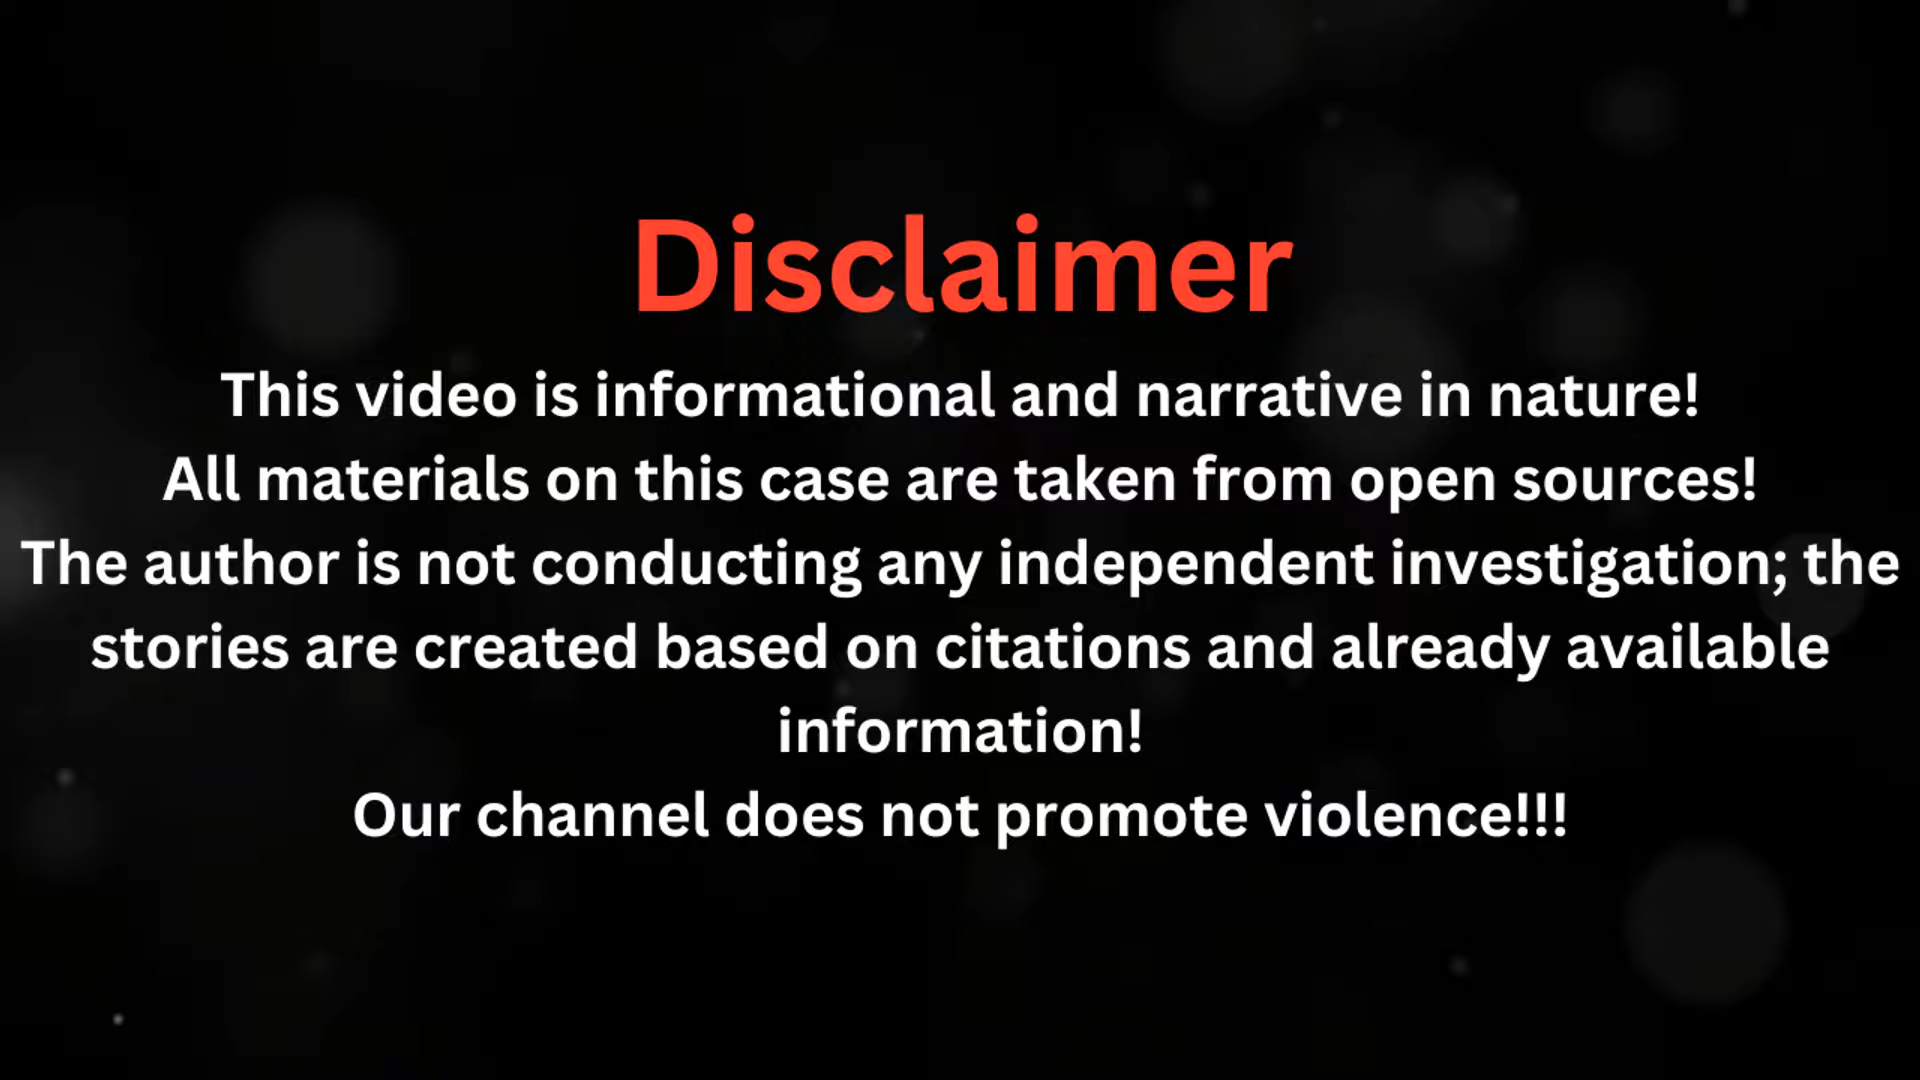 Disclaimer
This video is informational and narrative in nature!
All materials on this case are taken from open sources!
The author is not conducting any independent investigation; the
stories are created based on citations and already available
information!
Our channel does not promote violence!!!